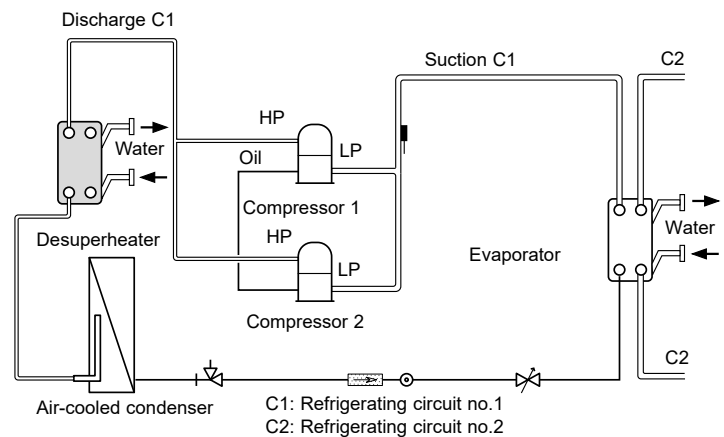 Discharge C1
Suction C1
C2
HP
Water
Oil
LP
Compressor 1
HP
Desuperheater
LP
Evaporator
Water
Compressor 2
C2
Air-cooled condenser
C1: Refrigerating circuit no.1
C2: Refrigerating circuit no.2